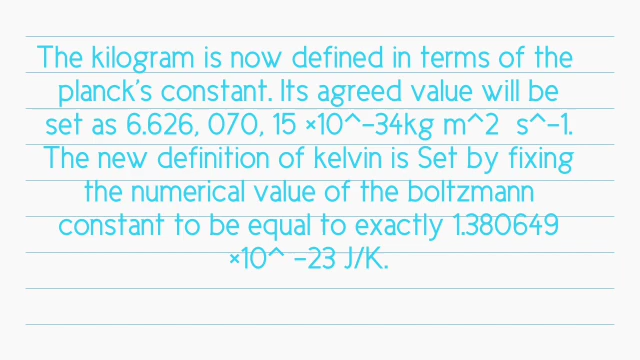 The kilogram is now defined in terms of the
planck's constant. Its agreed value will be
set as 6.626, 070, 15 ×10^-34kg m^2 s^-1.
The new definition of kelvin is Set by fixing
the numerical value of the boltzmann
constant to be equal to exactly 1.380649
×10^ -23 J/K.